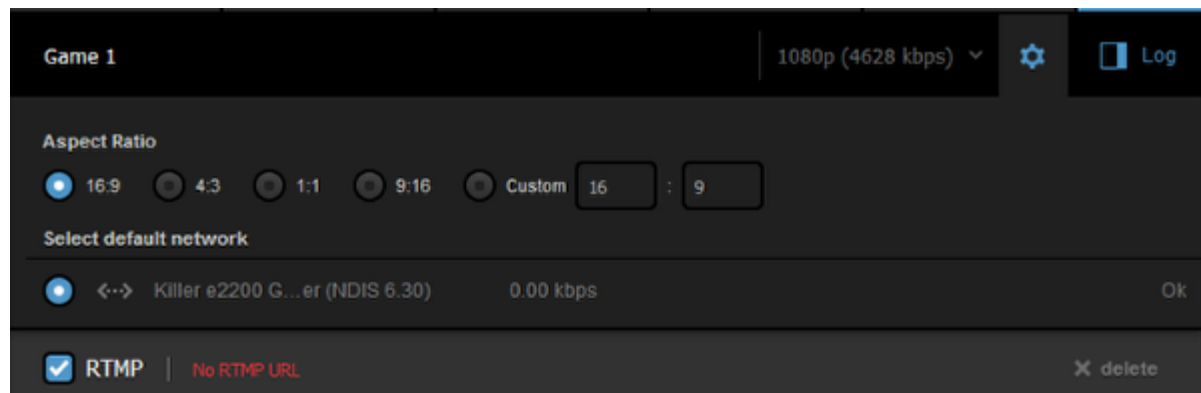 Game 1 1080p (4628 kbps) Log
Aspect Ratio
16:9 4:3 1:1 9:16 Custom 16 : 9
Select default network
Killer e2200 G...er (NDIS 6.30) 0.00 kbps Ok
RTMP | No RTMP URL × delete